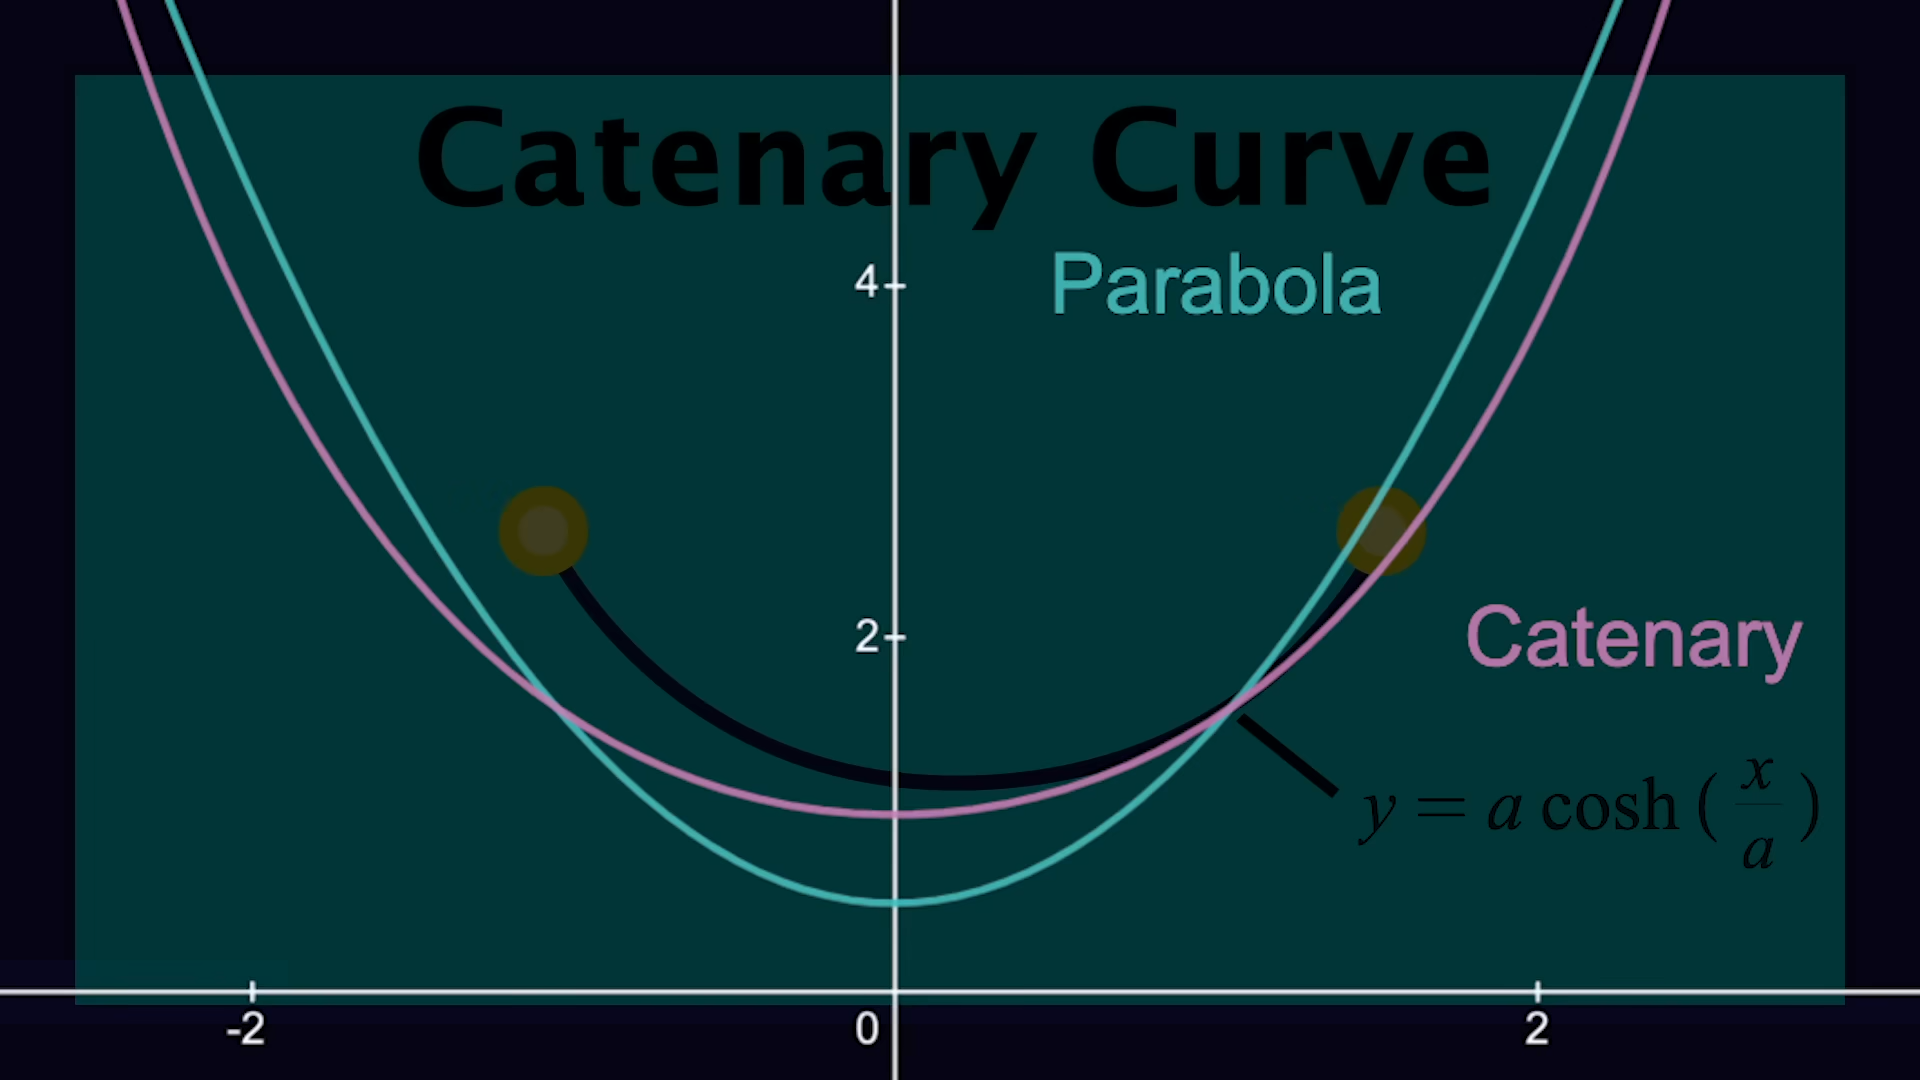 Catenary Curve
4
Parabola
2
Catenary
y = a cosh ( x/a )
-2
0
2